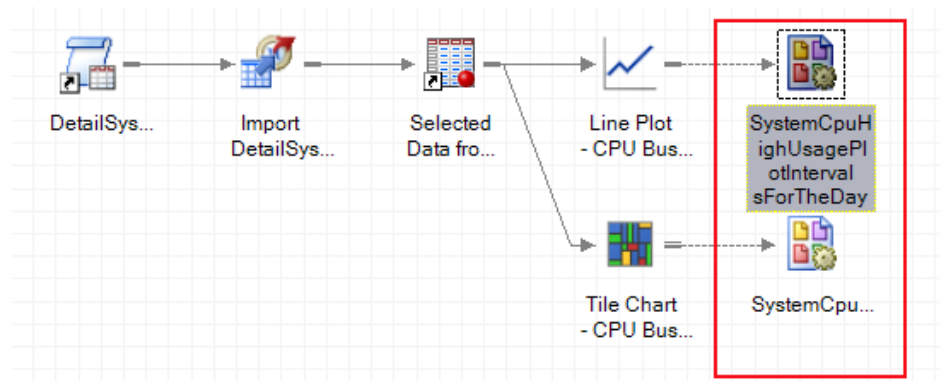 DetailSys...
Import
DetailSys...
Selected
Data fro...
Line Plot
- CPU Bus...
SystemCpuH
ighUsagePl
otInterval
sForTheDay
Tile Chart
- CPU Bus...
SystemCpu...